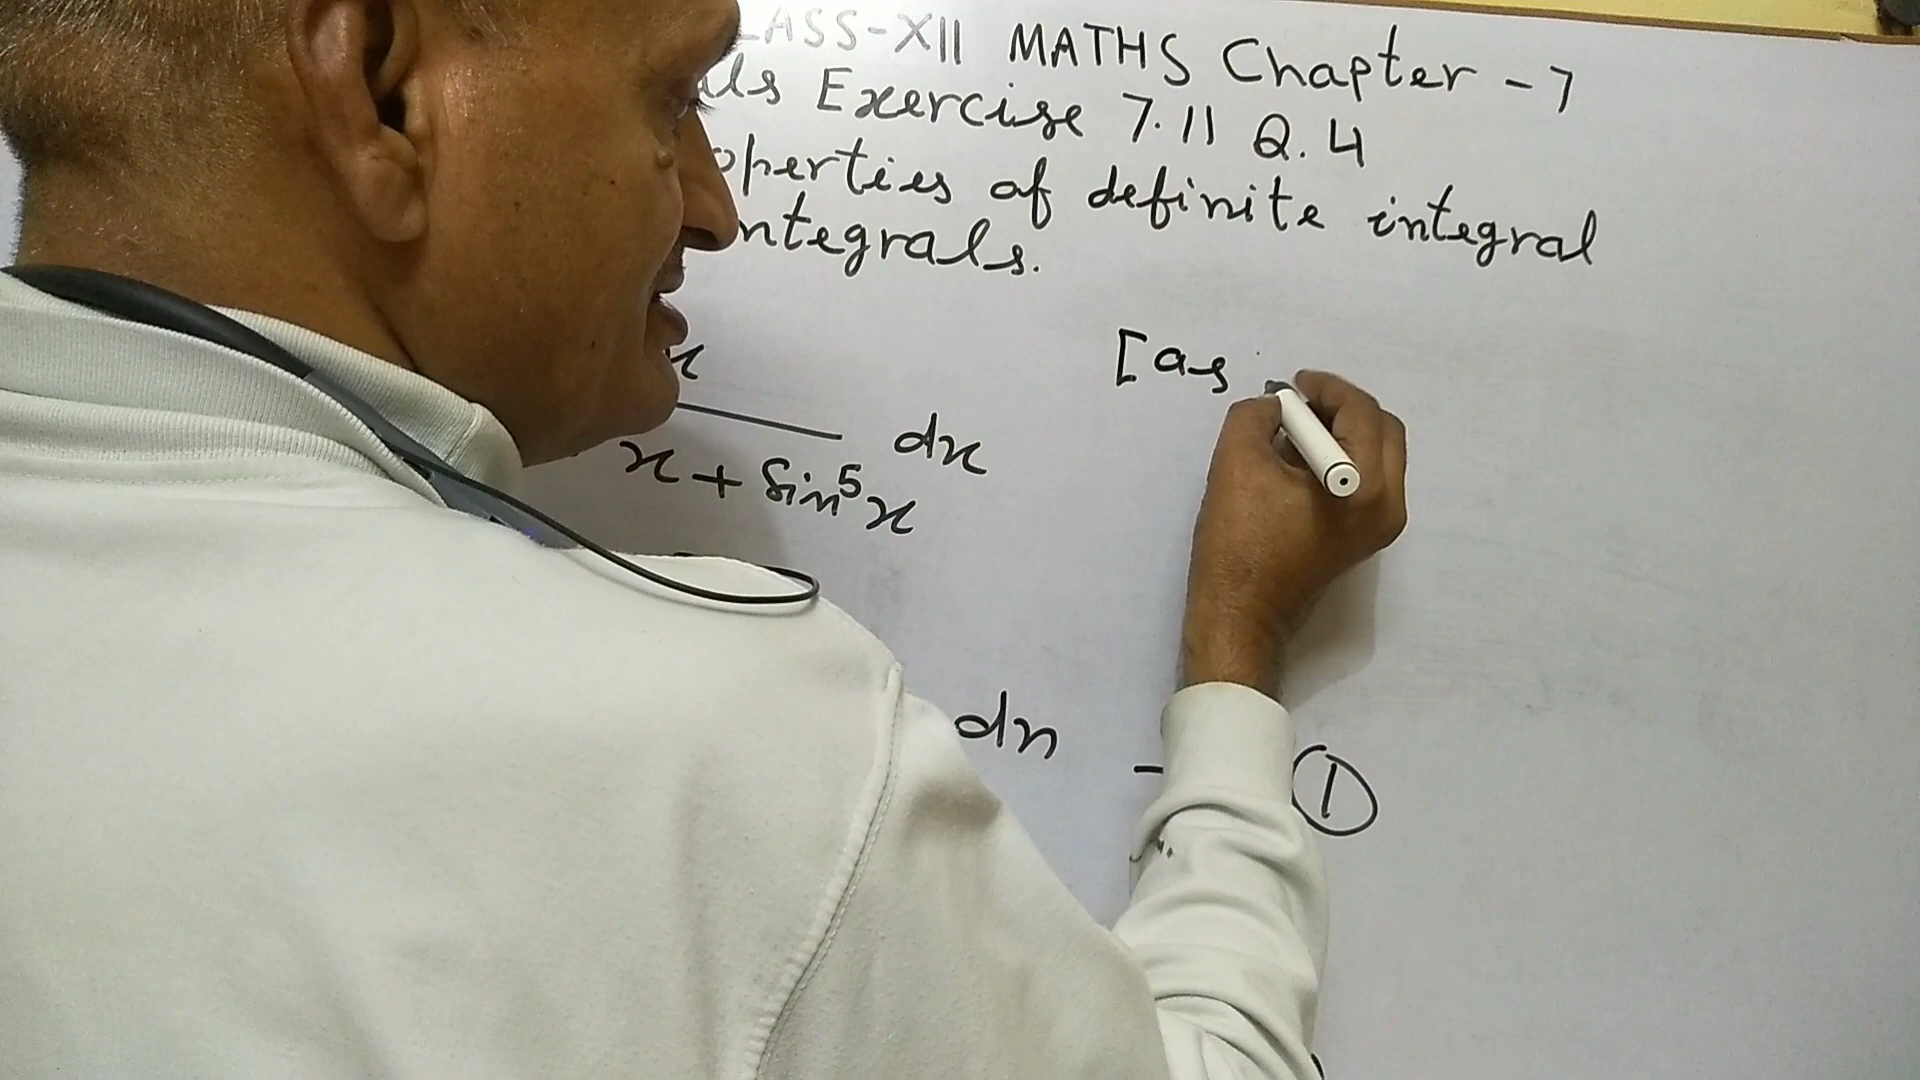 LASS-XII MATHS Chapter-7
ls Exercise 7.11 Q.4
operties of definite integral
ntegrals.
[as
x
dx
x + Sin⁵x
dx - ①